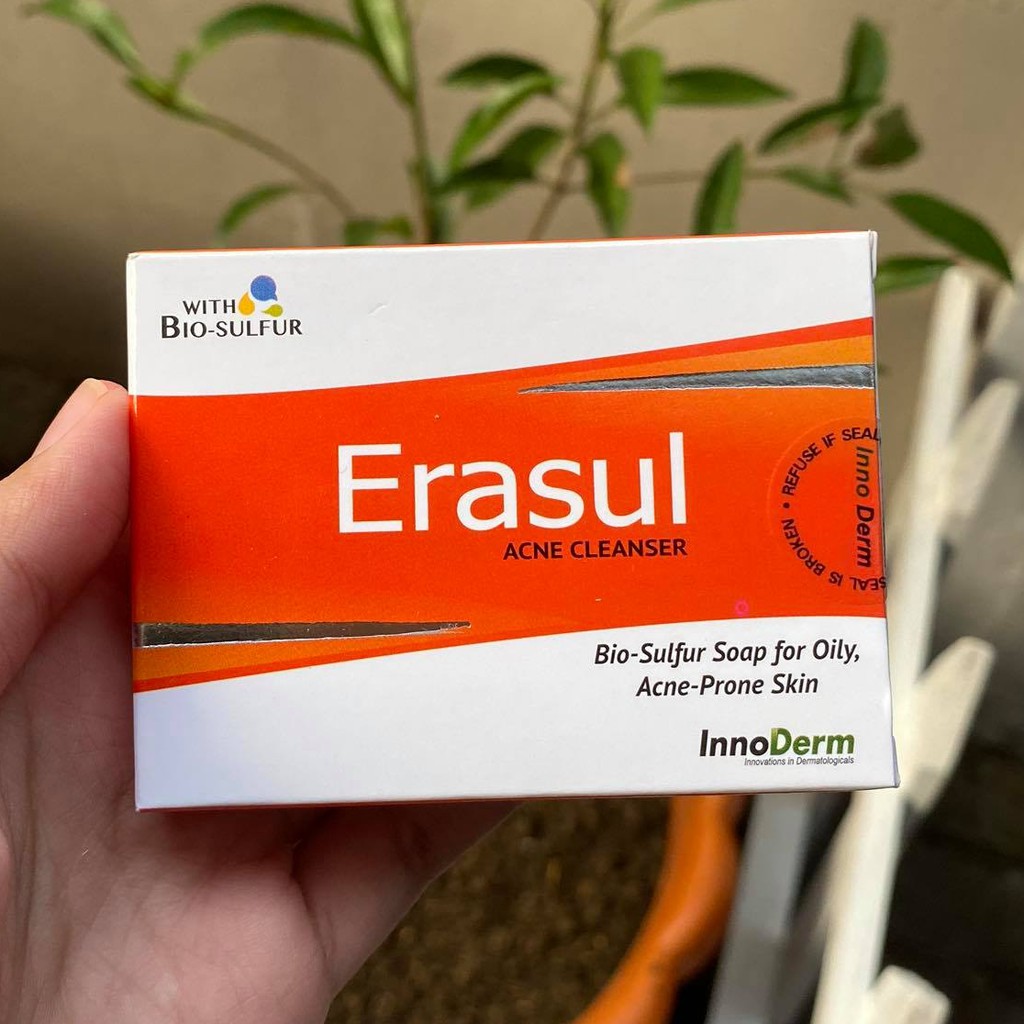 WITH
BIO-SULFUR
Erasul
ACNE CLEANSER
REFUSE IF SEAL
Inno Derm
SEAL IS BROKEN •
Bio-Sulfur Soap for Oily,
Acne-Prone Skin
InnoDerm
Innovations in Dermatologicals